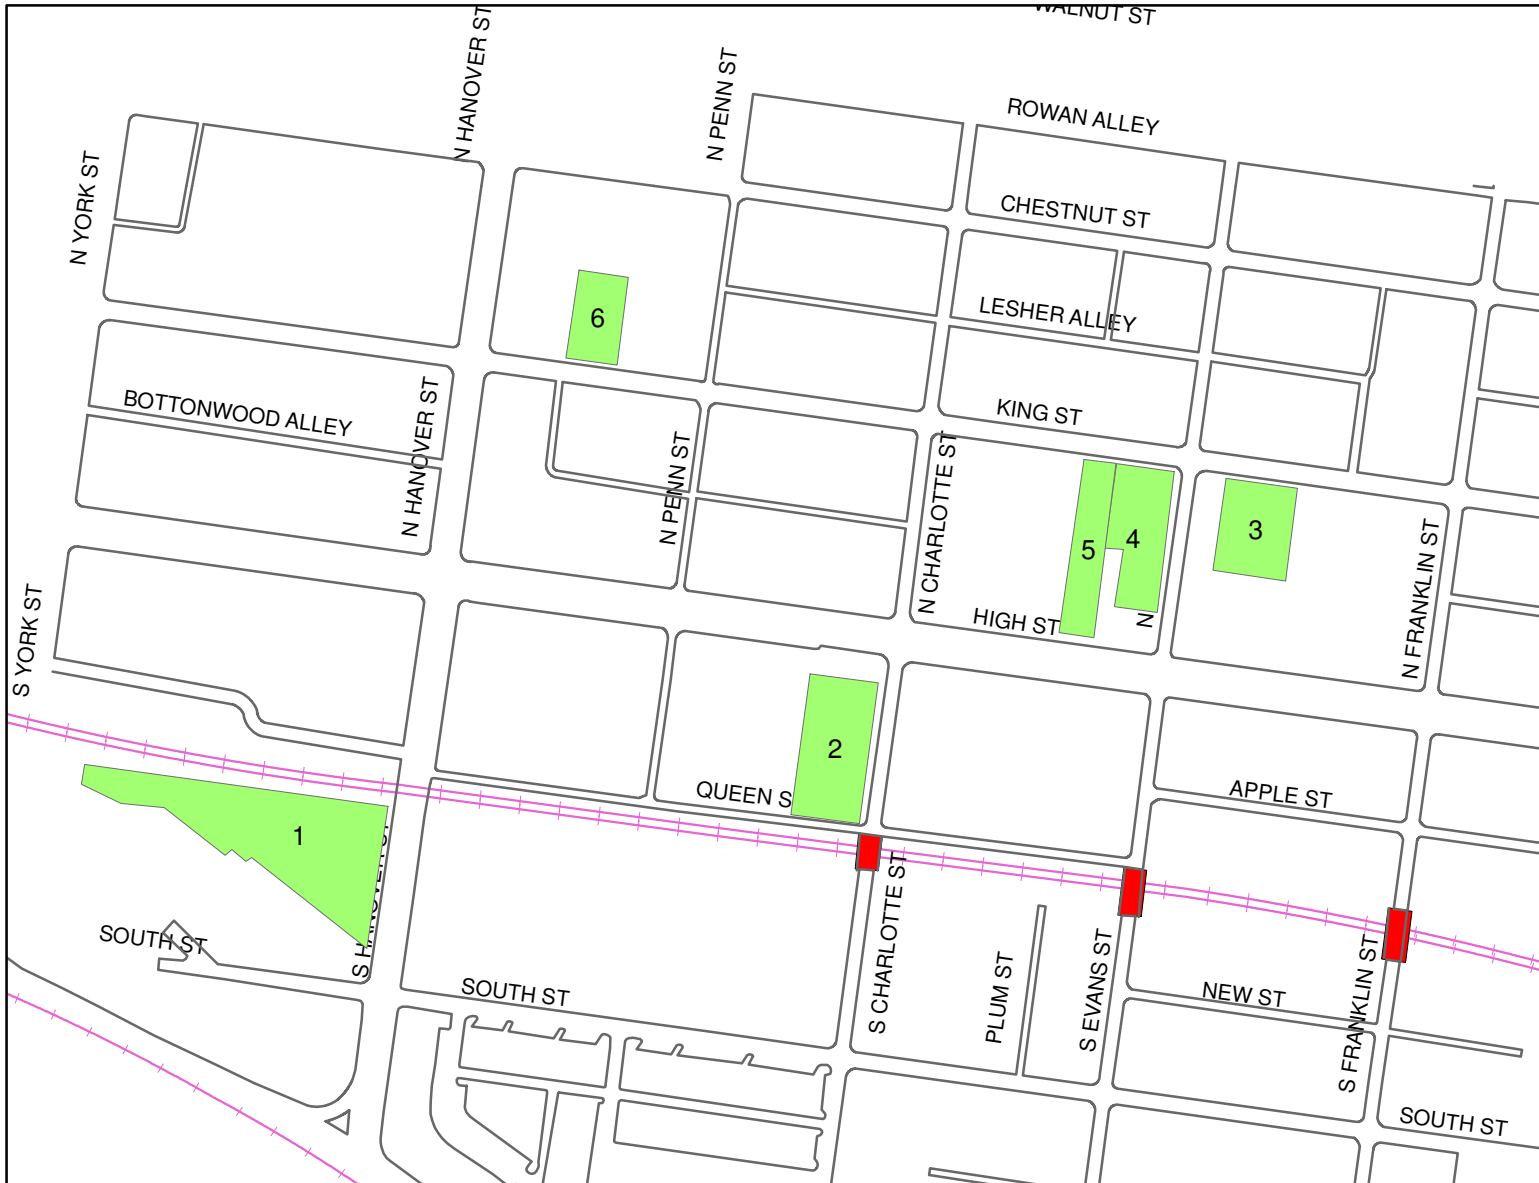 WALNUT ST
N HANOVER ST
N PENN ST
ROWAN ALLEY
N YORK ST
CHESTNUT ST
6
LESHER ALLEY
BOTTONWOOD ALLEY
N HANOVER ST
KING ST
N PENN ST
N CHARLOTTE ST
5
4
3
N FRANKLIN ST
S YORK ST
HIGH ST
N
2
QUEEN S
APPLE ST
1
S HANOVER ST
SOUTH ST
S CHARLOTTE ST
PLUM ST
S EVANS ST
S FRANKLIN ST
SOUTH ST
NEW ST
SOUTH ST